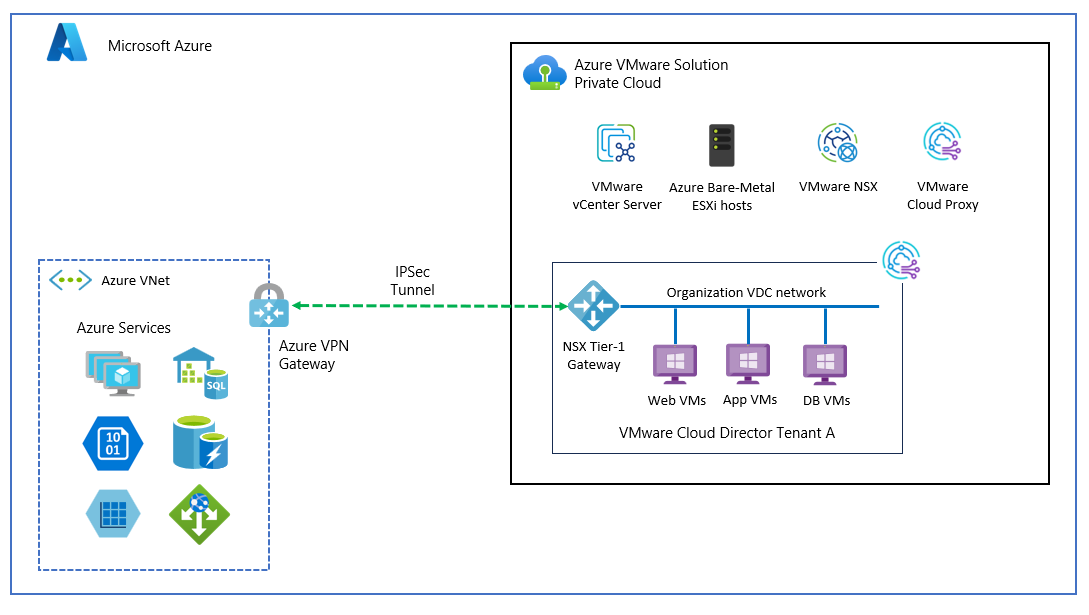 Microsoft Azure
Azure VMware Solution
Private Cloud
VMware
vCenter Server
Azure Bare-Metal
ESXi hosts
VMware NSX
VMware
Cloud Proxy
Azure VNet
Azure Services
SQL
10
01
Azure VPN
Gateway
IPSec
Tunnel
Organization VDC network
NSX Tier-1
Gateway
Web VMs
App VMs
DB VMs
VMware Cloud Director Tenant A